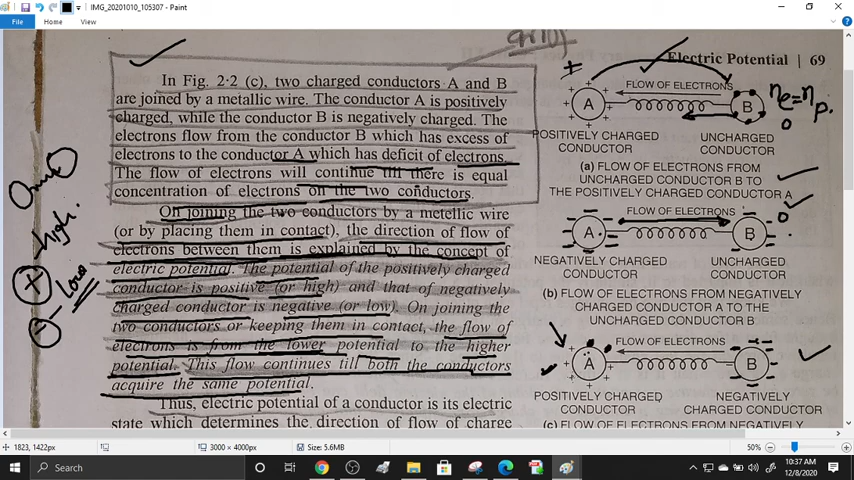 IMG_20201010_105307 - Paint
File
Home
View
Electric Potential | 69
In Fig. 2·2 (c), two charged conductors A and B
are joined by a metallic wire. The conductor A is positively
charged, while the conductor B is negatively charged. The
electrons flow from the conductor B which has excess of
electrons to the conductor A which has deficit of electrons.
The flow of electrons will continue till there is equal
concentration of electrons on the two conductors.
On joining the two conductors by a metallic wire
(or by placing them in contact), the direction of flow of
electrons between them is explained by the concept of
electric potential. The potential of the positively charged
conductor is positive (or high) and that of negatively
charged conductor is negative (or low). On joining the
two conductors or keeping them in contact, the flow of
electrons is from the lower potential to the higher
potential. This flow continues till both the conductors
acquire the same potential.
Thus, electric potential of a conductor is its electric
state which determines the direction of flow of charge
high.
low
FLOW OF ELECTRONS
A
B
ne = np.
0
POSITIVELY CHARGED UNCHARGED
CONDUCTOR CONDUCTOR
(a) FLOW OF ELECTRONS FROM
UNCHARGED CONDUCTOR B TO
THE POSITIVELY CHARGED CONDUCTOR A
FLOW OF ELECTRONS
0
A
B
NEGATIVELY CHARGED UNCHARGED
CONDUCTOR CONDUCTOR
(b) FLOW OF ELECTRONS FROM NEGATIVELY
CHARGED CONDUCTOR A TO THE
UNCHARGED CONDUCTOR B
FLOW OF ELECTRONS
A
B
POSITIVELY CHARGED NEGATIVELY
CONDUCTOR CHARGED CONDUCTOR
(c) FLOW OF ELECTRONS FROM NEGATIVELY
1823, 1422px
3000 × 4000px
Size: 5.6MB
50%
Search
10:37 AM
12/8/2020